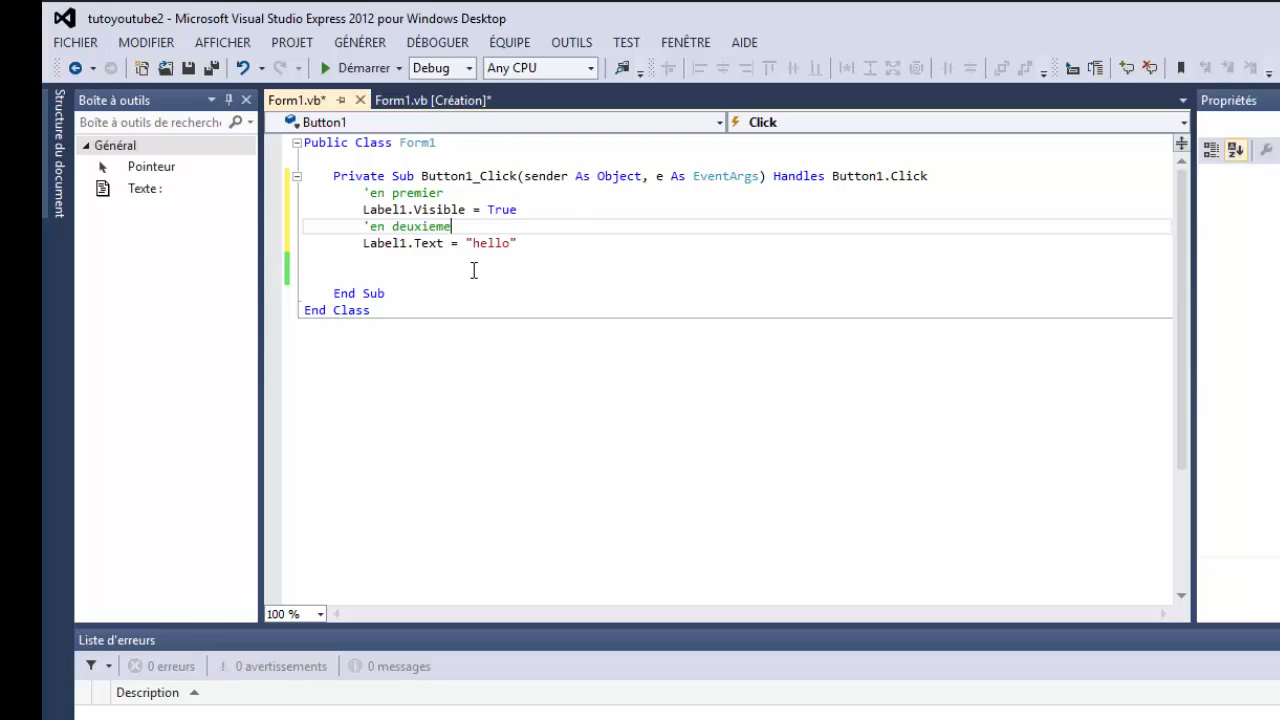 tutoyoutube2 - Microsoft Visual Studio Express 2012 pour Windows Desktop
FICHIER MODIFIER AFFICHER PROJET GÉNÉRER DÉBOGUER ÉQUIPE OUTILS TEST FENÊTRE AIDE
Démarrer Debug Any CPU
Structure du document
Boîte à outils
Form1.vb* Form1.vb [Création]*
Propriétés
Boîte à outils de recherche
Button1 Click
Général
Pointeur
Texte :
Public Class Form1
Private Sub Button1_Click(sender As Object, e As EventArgs) Handles Button1.Click
'en premier
Label1.Visible = True
'en deuxieme
Label1.Text = "hello"
End Sub
End Class
100 %
Liste d'erreurs
0 erreurs 0 avertissements 0 messages
Description